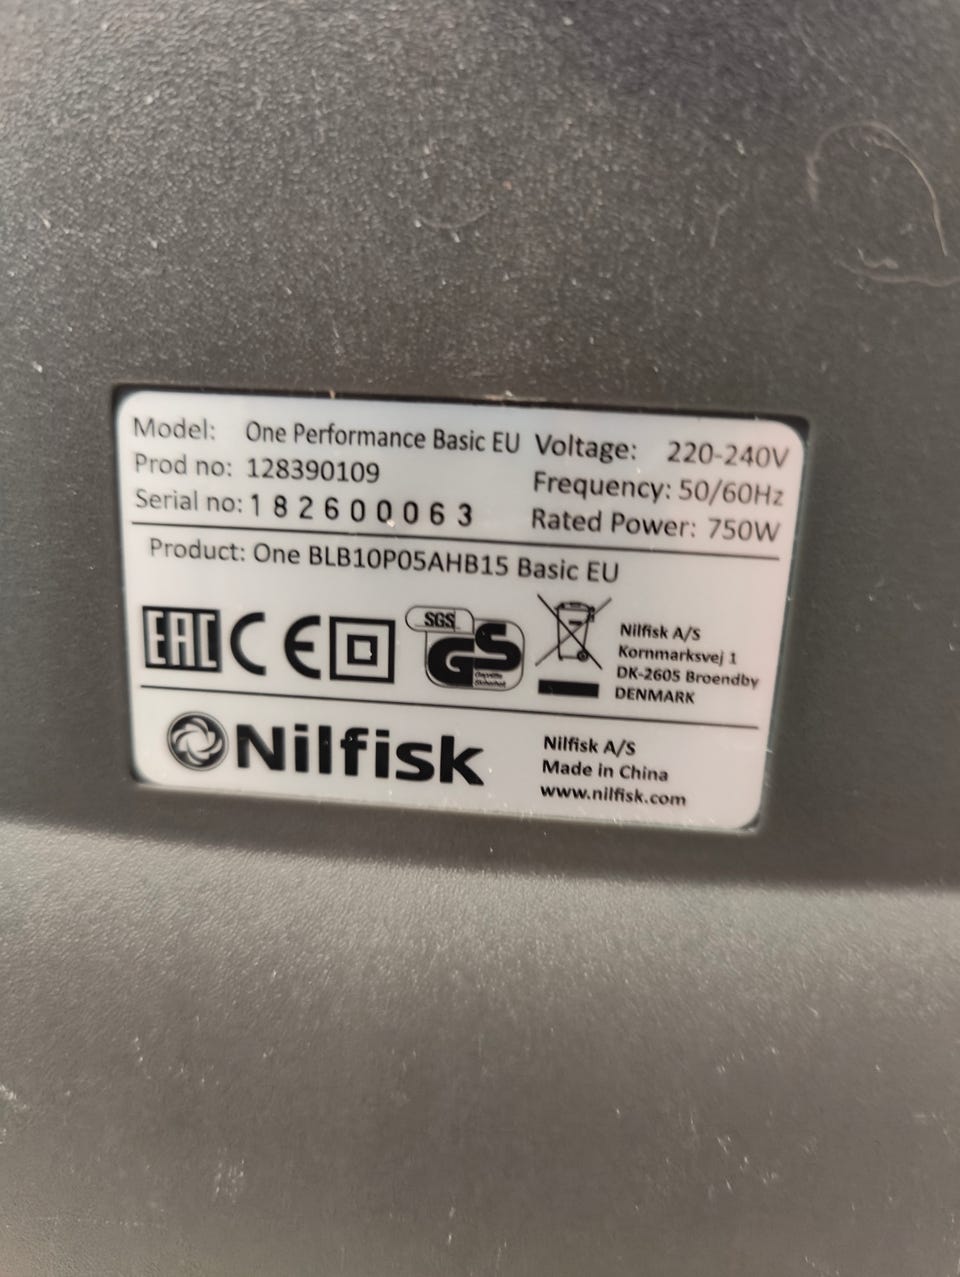 Model: One Performance Basic EU Voltage: 220-240V
Prod no: 128390109 Frequency: 50/60Hz
Serial no: 182600063 Rated Power: 750W
Product: One BLB10P05AHB15 Basic EU
EAC CE SGS GS
Geprüfte
Sicherheit
Nilfisk A/S
Kornmarksvej 1
DK-2605 Broendby
DENMARK
Nilfisk
Nilfisk A/S
Made in China
www.nilfisk.com